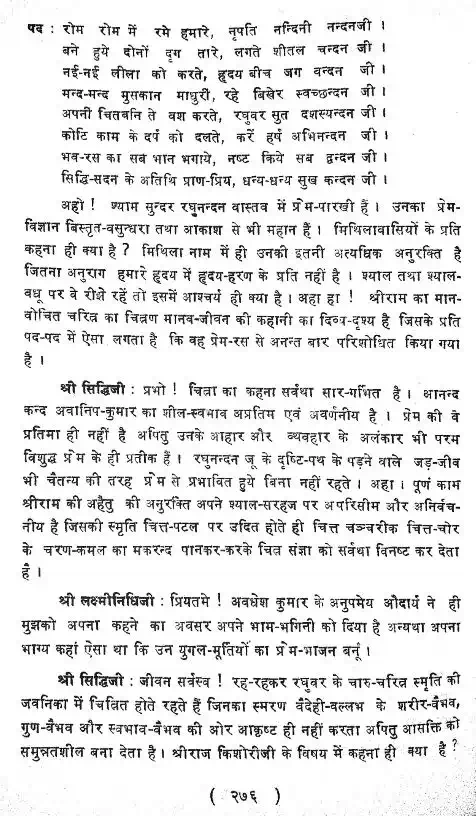 पद : रोम रोम में रमे हमारे, नृपति नन्दिनी नन्दनजी ।
बने हुये दोनों दृग तारे, लगते शीतल चन्दन जी ।
नई-नई लीला को करते, हृदय बीच जग वन्दन जी ।
मन्द-मन्द मुसकान माधुरी, रहे बिखेर स्वच्छन्दन जी ।
अपनी चितवनि ते वश करते, रघुवर सुत दशस्यन्दन जी ।
कोटि काम के दर्प को दलते, करें हर्ष अभिनन्दन जी ।
भव-रस का सब भान भगाये, नष्ट किये सब द्वन्दन जी ।
सिद्धि-सदन के अतिथि प्राण-प्रिय, धन्य-धन्य सुख कन्दन जी ।
अहो ! श्याम सुन्दर रघुनन्दन वास्तव में प्रेम-पारखी हैं । उनका प्रेम-
विज्ञान विस्तृत-वसुन्धरा तथा आकाश से भी महान हैं । मिथिलावासियों के प्रति
कहना ही क्या है ? मिथिला नाम में ही उनकी इतनी अत्यधिक अनुरक्ति है
जितना अनुराग हमारे हृदय में हृदय-हरण के प्रति नहीं है । श्याल तथा श्याल-
वधू पर वे रीझे रहें तो इसमें आश्चर्य ही क्या है । अहा हा ! श्रीराम का मान-
वोचित चरित्र का चित्रण मानव-जीवन की कहानी का दिव्य-दृश्य है जिसके प्रति
पद-पद में ऐसा लगता है कि वह प्रेम-रस से अनन्त बार परिशोधित किया गया
है ।
श्री सिद्धिजी : प्रभो ! चित्रा का कहना सर्वथा सार-गर्भित है । आनन्द
कन्द अवनिप-कुमार का शील-स्वभाव अप्रतिम एवं अवर्णनीय है । प्रेम की वे
प्रतिमा ही नहीं है अपितु उनके आहार और व्यवहार के अलंकार भी परम
विशुद्ध प्रेम के ही प्रतीक हैं । रघुनन्दन जू के दृष्टि-पथ के पड़ने वाले जड़-जीव
भी चैतन्य की तरह प्रेम से प्रभावित हुये बिना नहीं रहते । अहा । पूर्ण काम
श्रीराम की अहैतु की अनुरक्ति अपने श्याल-सरहज पर अपरिसीम और अनिर्वच-
नीय है जिसकी स्मृति चित्त-पटल पर उदित होते ही चित्त चञ्चरीक चित्त-चोर
के चरण-कमल का मकरन्द पानकर-करके चित्त संज्ञा को सर्वथा विनष्ट कर देता
है ।
श्री लक्ष्मीनिधिजी : प्रियतमे ! अवधेश कुमार के अनुपमेय औदार्य ने ही
मुझको अपना कहने का अवसर अपने भाम-भगिनी को दिया है अन्यथा अपना
भाग्य कहां ऐसा था कि उन युगल-मूर्तियों का प्रेम-भाजन बनूं ।
श्री सिद्धिजी : जीवन सर्वस्व ! रह-रहकर रघुवर के चारु-चरित्र स्मृति की
जवनिका में चित्रित होते रहते हैं जिनका स्मरण वैदेही-वल्लभ के शरीर-वैभव,
गुण-वैभव और स्वभाव-वैभव की ओर आकृष्ट ही नहीं करता अपितु आसक्ति को
समुन्नतशील बना देता है । श्रीराज किशोरीजी के विषय में कहना ही क्या है ?
( २७६ )